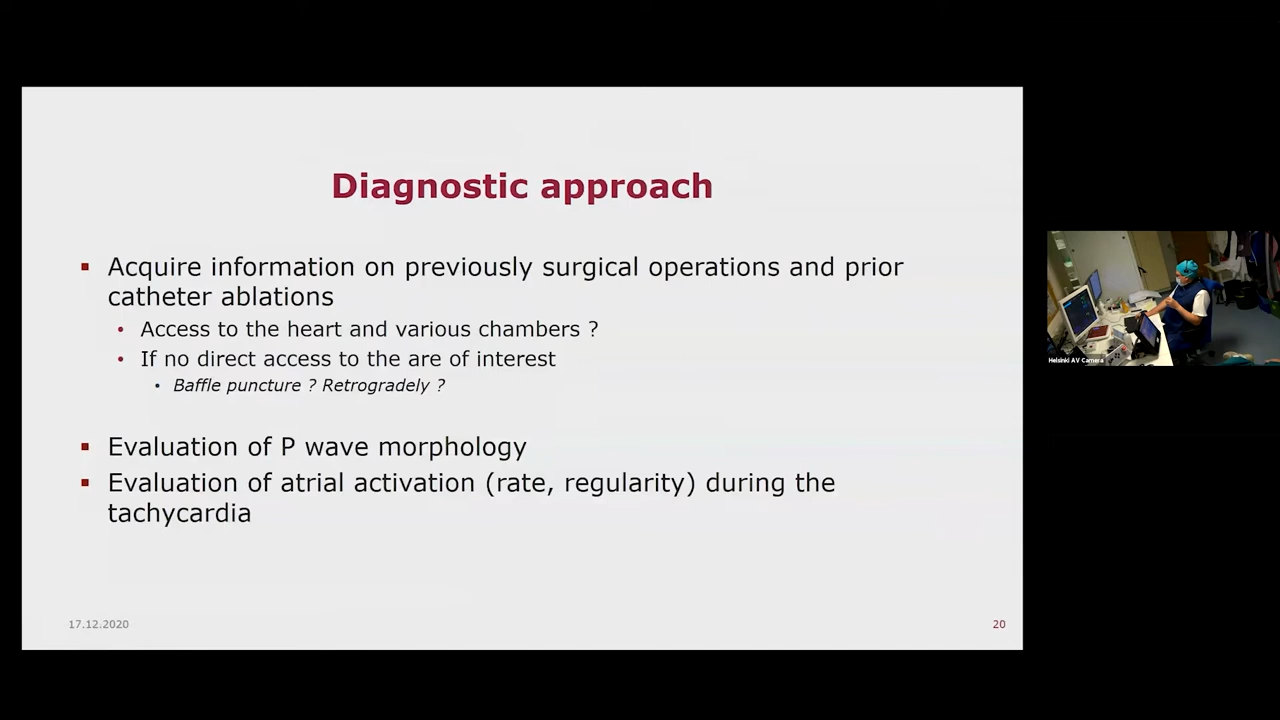 Diagnostic approach
▪ Acquire information on previously surgical operations and prior
catheter ablations
• Access to the heart and various chambers ?
• If no direct access to the are of interest
• Baffle puncture ? Retrogradely ?
▪ Evaluation of P wave morphology
▪ Evaluation of atrial activation (rate, regularity) during the
tachycardia
17.12.2020
20
Helsinki AV Camera